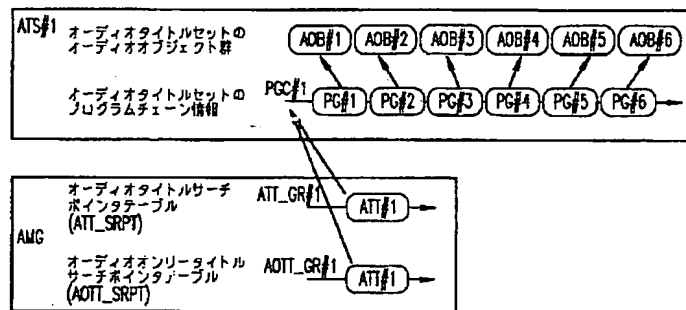 ATS#1
オーディオタイトルセットの
オーディオオブジェクト群
AOB#1 AOB#2 AOB#3 AOB#4 AOB#5 AOB#6
オーディオタイトルセットの
プログラムチェーン情報
PGC#1
PG#1 PG#2 PG#3 PG#4 PG#5 PG#6
AMG
オーディオタイトルサーチ
ポインタテーブル
(ATT_SRPT)
ATT_GR#1
ATT#1
オーディオオンリータイトル
サーチポインタテーブル
(AOTT_SRPT)
AOTT_GR#1
ATT#1